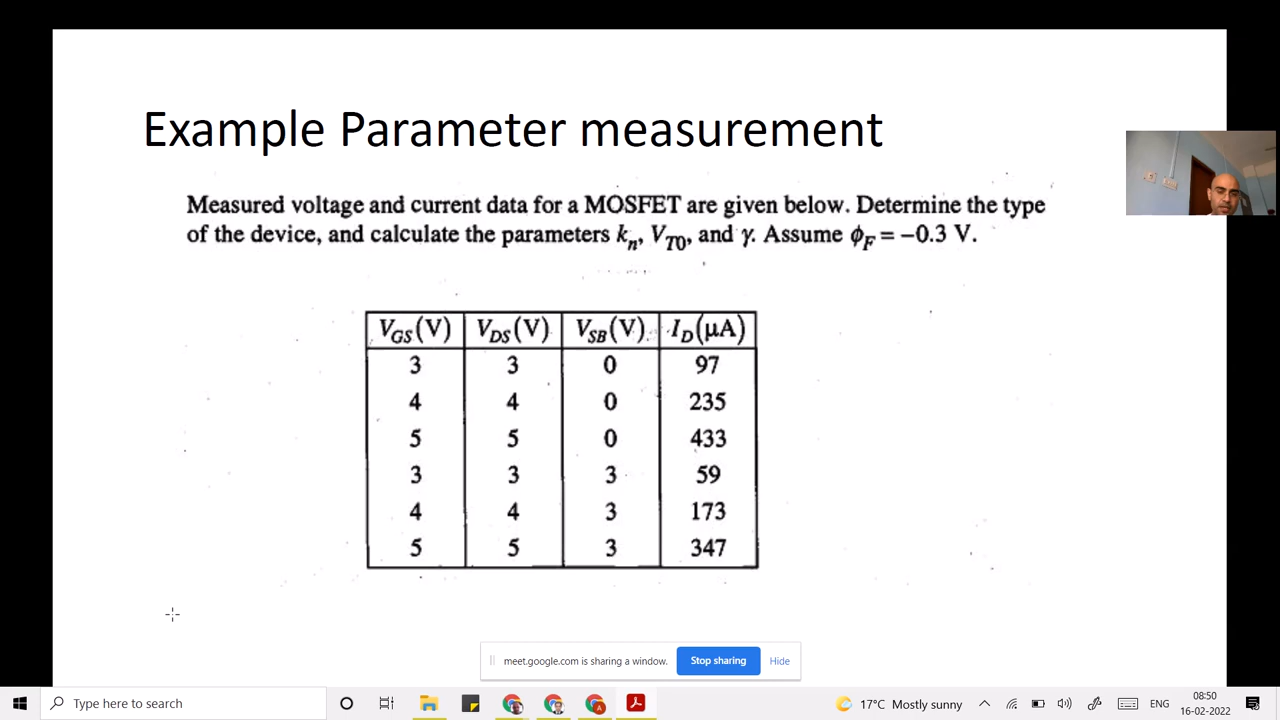 Example Parameter measurement
Measured voltage and current data for a MOSFET are given below. Determine the type
of the device, and calculate the parameters kn, VT0, and γ. Assume ϕF = −0.3 V.
VGS(V) VDS(V) VSB(V) ID(µA)
3 3 0 97
4 4 0 235
5 5 0 433
3 3 3 59
4 4 3 173
5 5 3 347
meet.google.com is sharing a window. Stop sharing Hide
Type here to search
17°C Mostly sunny
ENG
08:50
16-02-2022